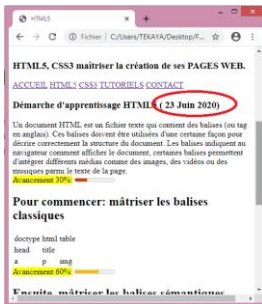 HTML5
Fichier | C:/Users/TEKAYA/Desktop/F...
HTML5, CSS3 maitriser la création de ses PAGES WEB.
ACCUEIL HTML5 CSS3 TUTORIELS CONTACT
Démarche d'apprentissage HTML5 ( 23 Juin 2020)
Un document HTML est un fichier texte qui contient des balises (ou tag
en anglais). Ces balises doivent être utilisées d'une certaine façon pour
décrire correctement la structure du document. Les balises indiquent au
navigateur comment afficher le document, certaines balises permettent
d'intégrer différents médias comme des images, des vidéos ou des
musiques parmi le texte de la page.
Avancement 30%:
Pour commencer: mâtriser les balises
classiques
doctype html table
head title
a p img
Avancement 60%:
Ensuite, mâtriser les balises sémantiques